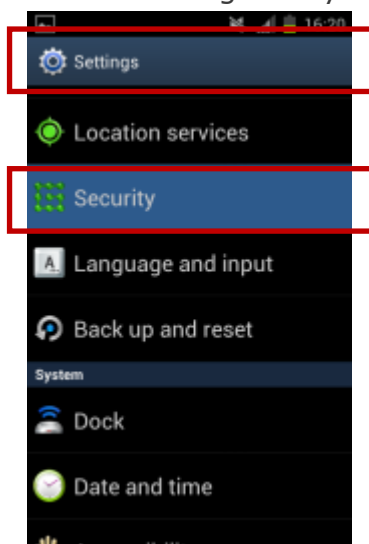 16:20
Settings
Location services
Security
Language and input
Back up and reset
System
Dock
Date and time